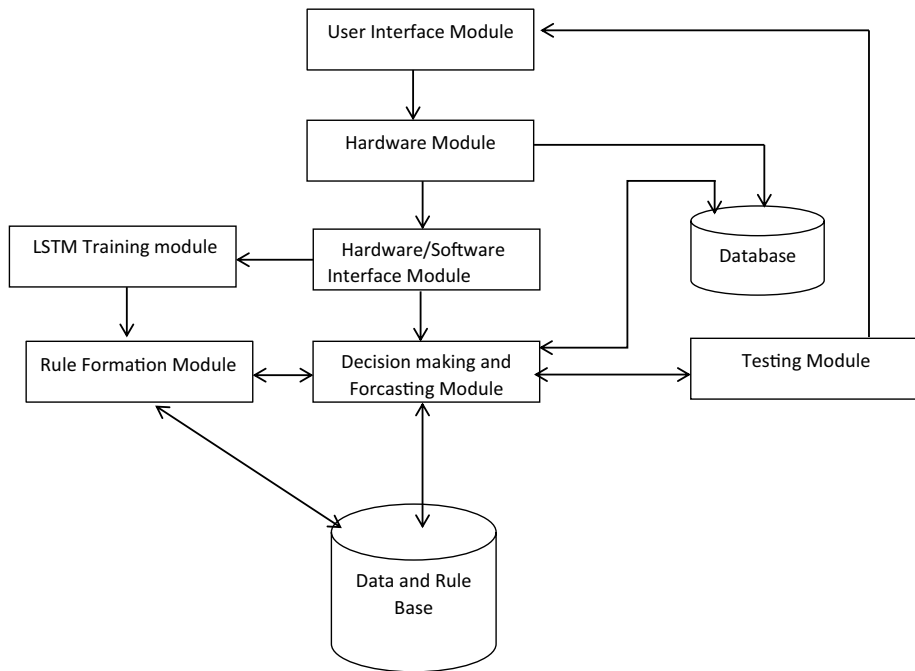 User Interface Module
Hardware Module
LSTM Training module
Hardware/Software
Interface Module
Database
Rule Formation Module
Decision making and
Forcasting Module
Testing Module
Data and Rule
Base